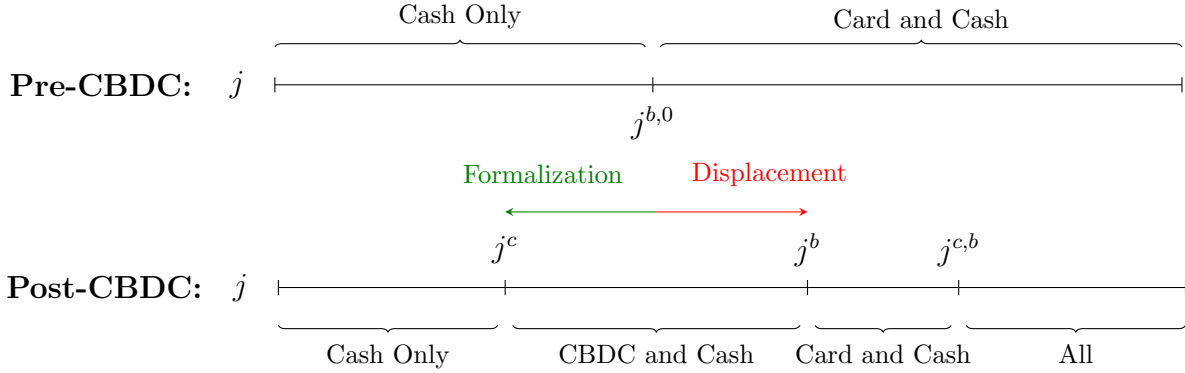 Cash Only
Card and Cash
Pre-CBDC: j
j^{b,0}
Formalization
Displacement
j^c
j^b
j^{c,b}
Post-CBDC: j
Cash Only
CBDC and Cash
Card and Cash
All